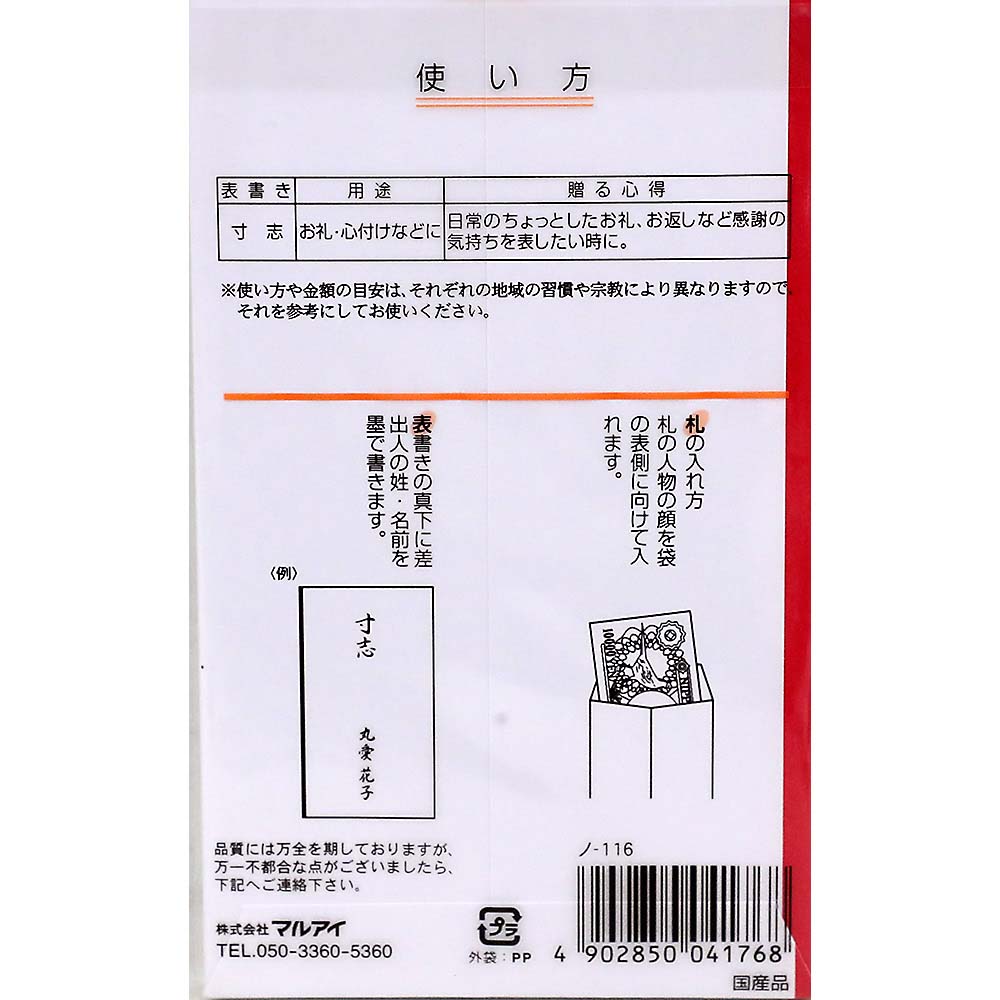 使い方
表書き 用途 贈る心得
寸志 お礼・心付けなどに 日常のちょっとしたお礼、お返しなど感謝の
気持ちを表したい時に。
※使い方や金額の目安は、それぞれの地域の習慣や宗教により異なりますので、
それを参考にしてお使いください。
札の入れ方
札の人物の顔を袋
の表側に向けて入
れます。
表書きの真下に差
出人の姓・名前を
墨で書きます。
〈例〉
寸志
丸愛花子
品質には万全を期しておりますが、
万一不都合な点がございましたら、
下記へご連絡下さい。
株式会社 マルアイ
TEL.050-3360-5360
プラ
外袋:PP
ノ-116
4 902850 041768
国産品